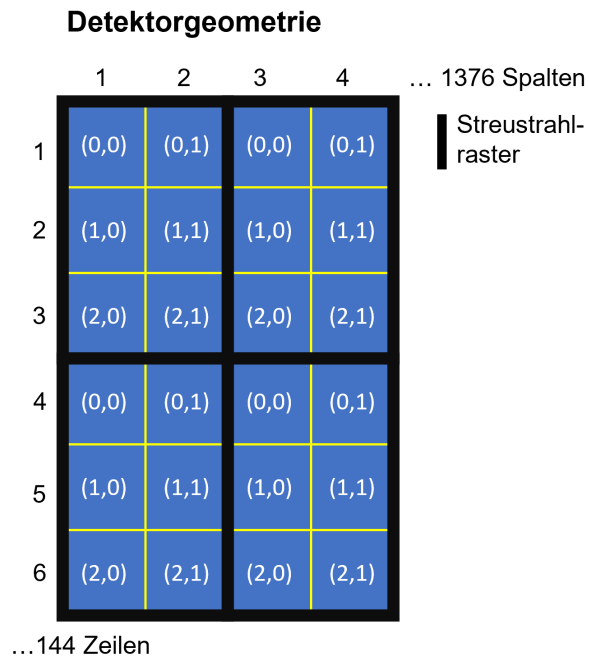 Detektorgeometrie
1 2 3 4 … 1376 Spalten
Streustrahl-
raster
1 (0,0) (0,1) (0,0) (0,1)
2 (1,0) (1,1) (1,0) (1,1)
3 (2,0) (2,1) (2,0) (2,1)
4 (0,0) (0,1) (0,0) (0,1)
5 (1,0) (1,1) (1,0) (1,1)
6 (2,0) (2,1) (2,0) (2,1)
…144 Zeilen